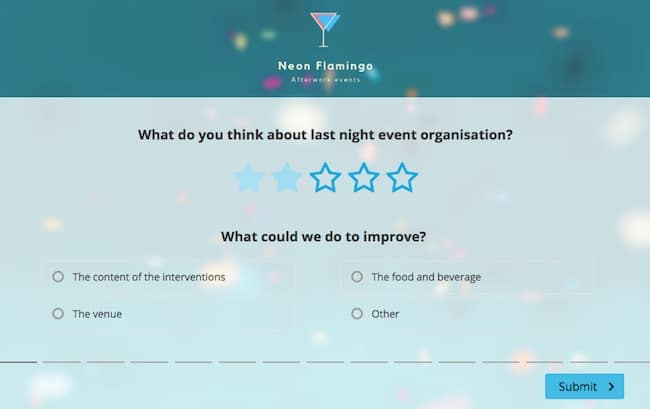 Neon Flamingo
Afterwork events
What do you think about last night event organisation?
What could we do to improve?
The content of the interventions
The food and beverage
The venue
Other
Submit